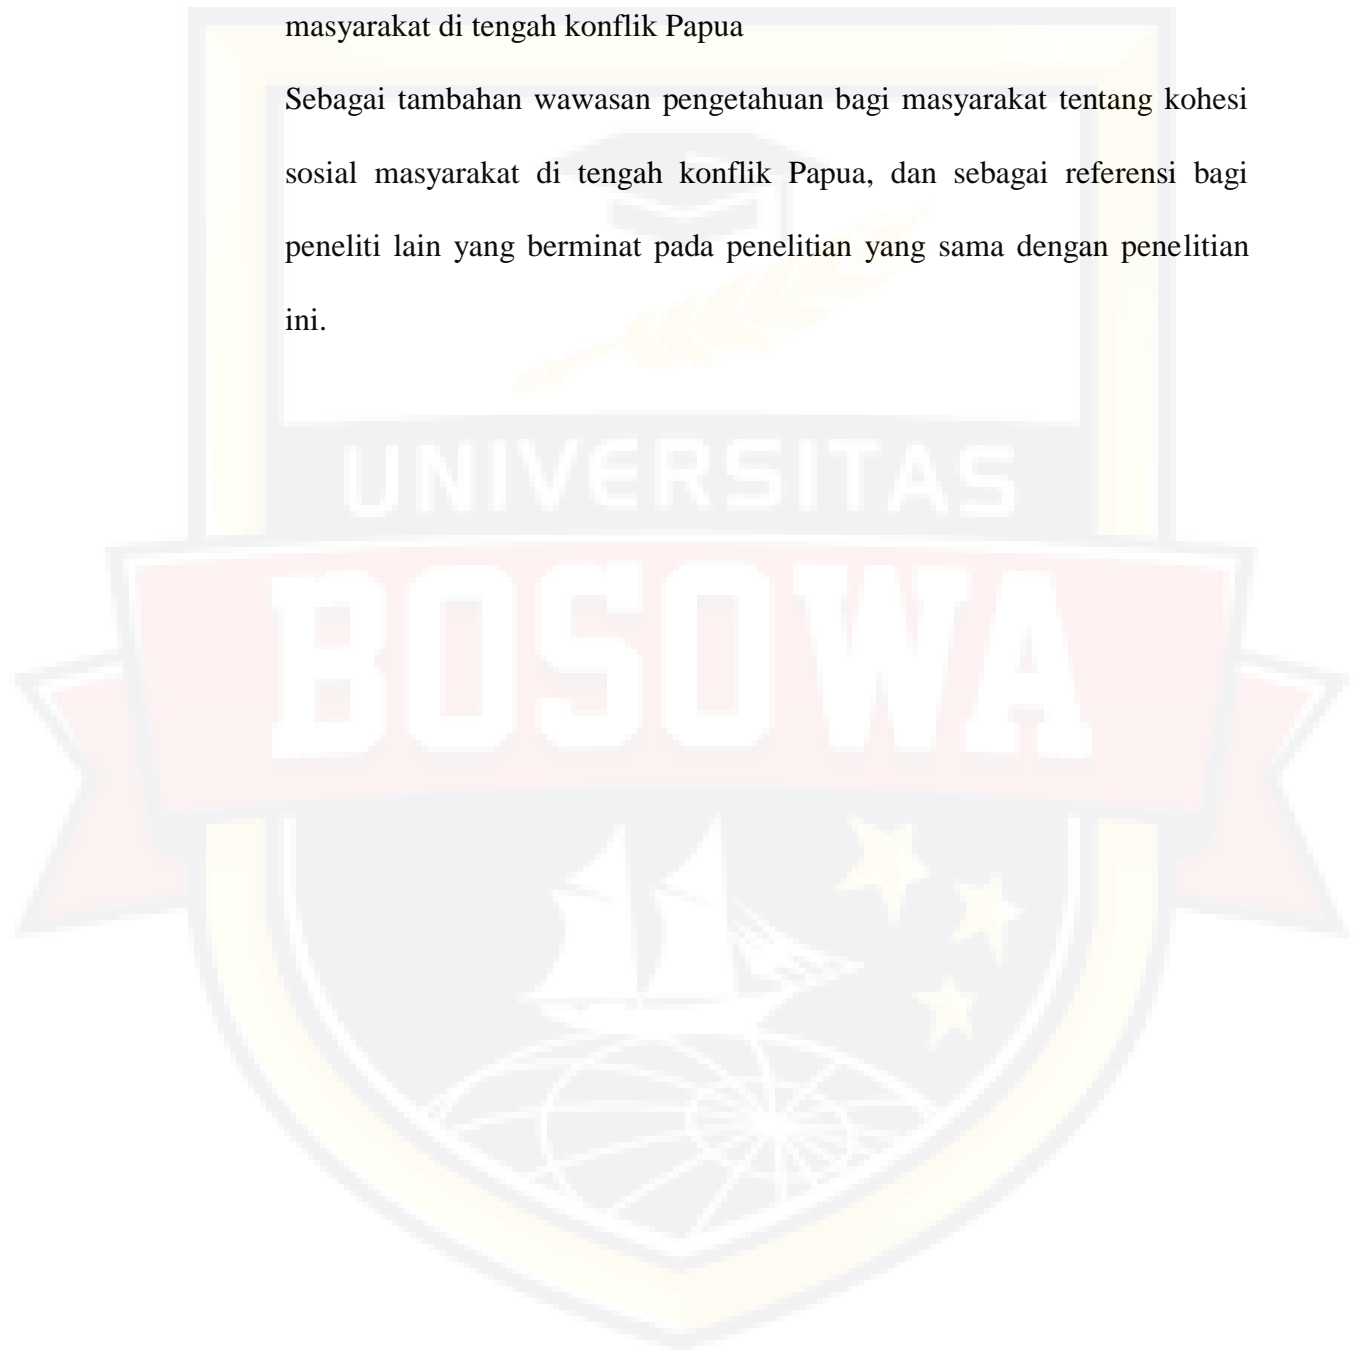 masyarakat di tengah konflik Papua
Sebagai tambahan wawasan pengetahuan bagi masyarakat tentang kohesi
sosial masyarakat di tengah konflik Papua, dan sebagai referensi bagi
peneliti lain yang berminat pada penelitian yang sama dengan penelitian
ini.
UNIVERSITAS
BOSOWA